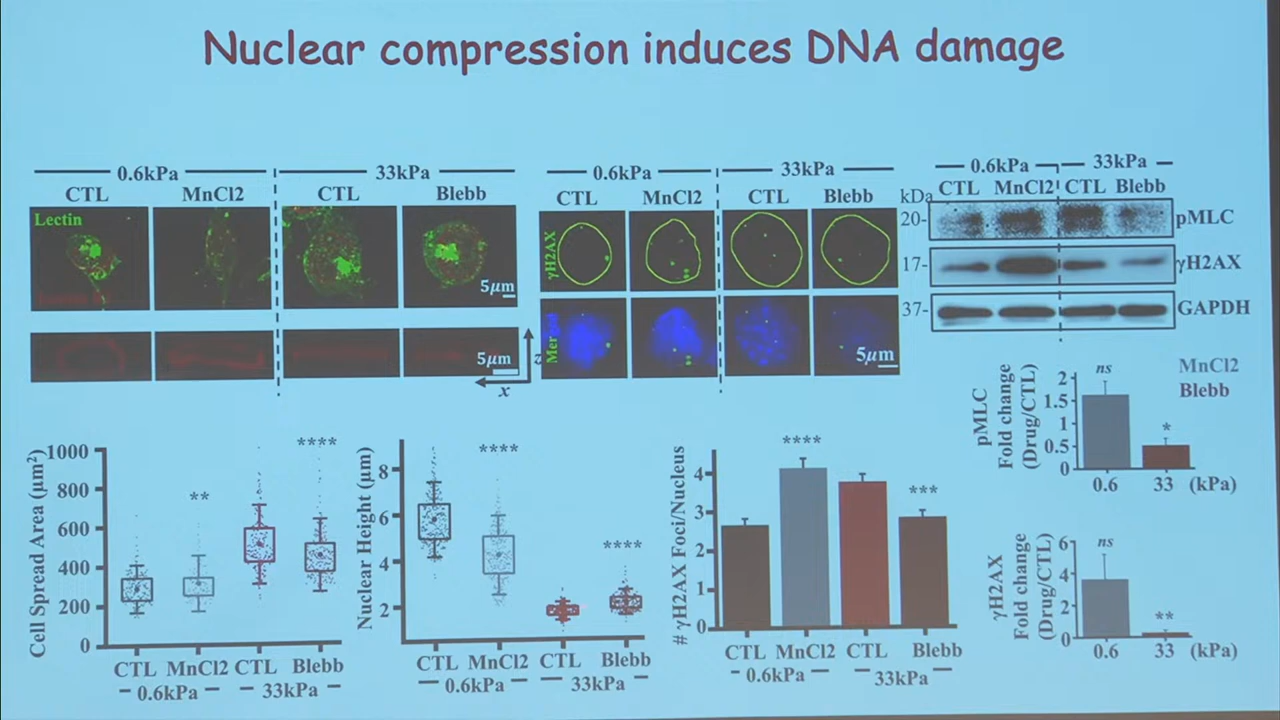 Nuclear compression induces DNA damage
0.6kPa 33kPa
CTL MnCl2 CTL Blebb
Lectin
5μm
5μm
z
x
0.6kPa 33kPa
CTL MnCl2 CTL Blebb
γH2AX
Merged
5μm
0.6kPa 33kPa
kDa CTL MnCl2 CTL Blebb
20- pMLC
17- γH2AX
37- GAPDH
MnCl2
Blebb
pMLC
Fold change
(Drug/CTL)
2
1.5
1
0.5
0
ns
*
0.6 33 (kPa)
Cell Spread Area (μm²)
1000
800
600
400
200
0
**
****
CTL MnCl2 CTL Blebb
0.6kPa 33kPa
Nuclear Height (μm)
8
6
4
2
****
****
CTL MnCl2 CTL Blebb
0.6kPa 33kPa
# γH2AX Foci/Nucleus
4
3
2
1
0
****
***
CTL MnCl2 CTL Blebb
0.6kPa 33kPa
γH2AX
Fold change
(Drug/CTL)
6
4
2
0
ns
**
0.6 33 (kPa)